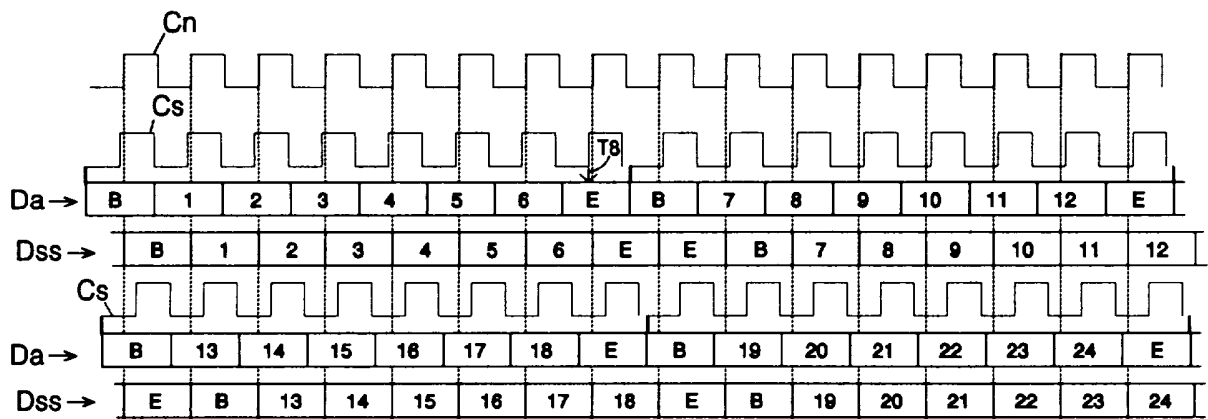 Cn
Cs
T8
Da → B 1 2 3 4 5 6 E B 7 8 9 10 11 12 E
Dss → B 1 2 3 4 5 6 E E B 7 8 9 10 11 12
Cs
Da → B 13 14 15 16 17 18 E B 19 20 21 22 23 24 E
Dss → E B 13 14 15 16 17 18 E B 19 20 21 22 23 24